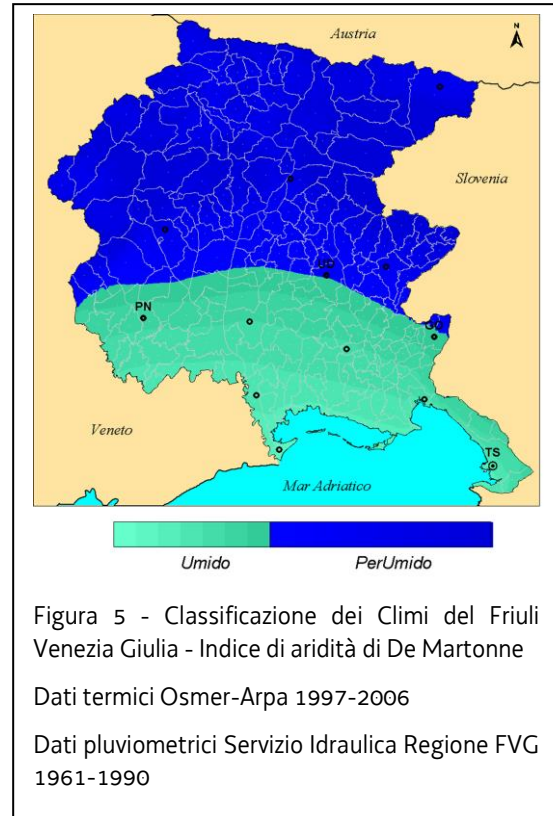 Austria
N
Slovenia
UD
PN
GO
Veneto
TS
Mar Adriatico
Umido PerUmido
Figura 5 - Classificazione dei Climi del Friuli
Venezia Giulia - Indice di aridità di De Martonne
Dati termici Osmer-Arpa 1997-2006
Dati pluviometrici Servizio Idraulica Regione FVG
1961-1990